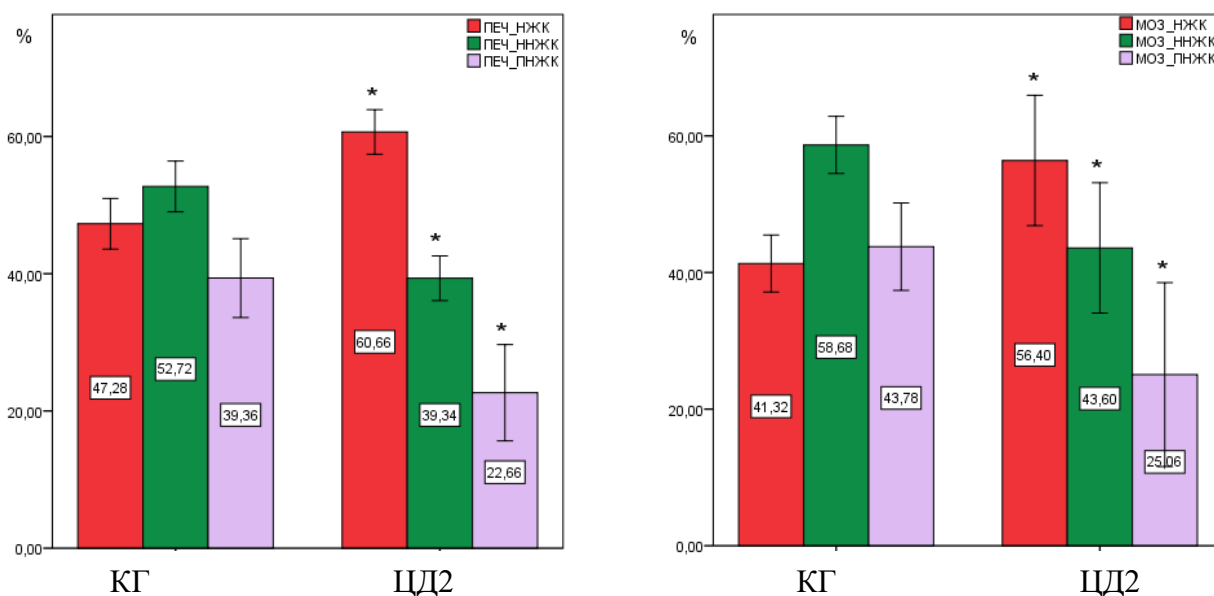 %
ПЕЧ_НЖК
ПЕЧ_ННЖК
ПЕЧ_ПНЖК
60,00
40,00
20,00
0,00
47,28
52,72
39,36
*
60,66
*
39,34
*
22,66
КГ
ЦД2
%
МОЗ_НЖК
МОЗ_ННЖК
МОЗ_ПНЖК
60,00
40,00
20,00
0,00
41,32
58,68
43,78
*
56,40
*
43,60
*
25,06
КГ
ЦД2